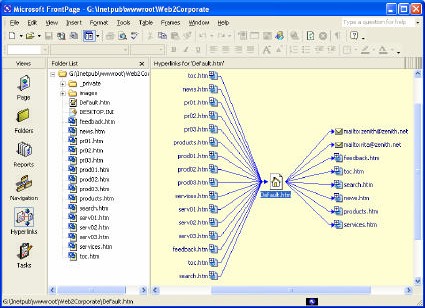 Microsoft FrontPage - G:\Inetpub\wwwroot\Web2Corporate
File Edit View Insert Format Tools Table Frames Window Help
Type a question for help
Views
Folder List
Hyperlinks for 'Default.htm'
Page
Folders
Reports
Navigation
Hyperlinks
Tasks
G:\Inetpub\wwwroot\Web2Corpo
_private
images
Default.htm
DESKTOP.INI
feedback.htm
news.htm
pr01.htm
pr02.htm
pr03.htm
prod01.htm
prod02.htm
prod03.htm
products.htm
search.htm
serv01.htm
serv02.htm
serv03.htm
services.htm
toc.htm
toc.htm
news.htm
pr01.htm
pr02.htm
pr03.htm
products.htm
prod01.htm
prod02.htm
prod03.htm
services.htm
serv01.htm
serv02.htm
serv03.htm
feedback.htm
toc.htm
search.htm
Default.htm
mailto:zenith@zenith.net
mailto:rita@zenith.net
feedback.htm
toc.htm
search.htm
news.htm
products.htm
services.htm
G:\Inetpub\wwwroot\Web2Corporate\Default.htm